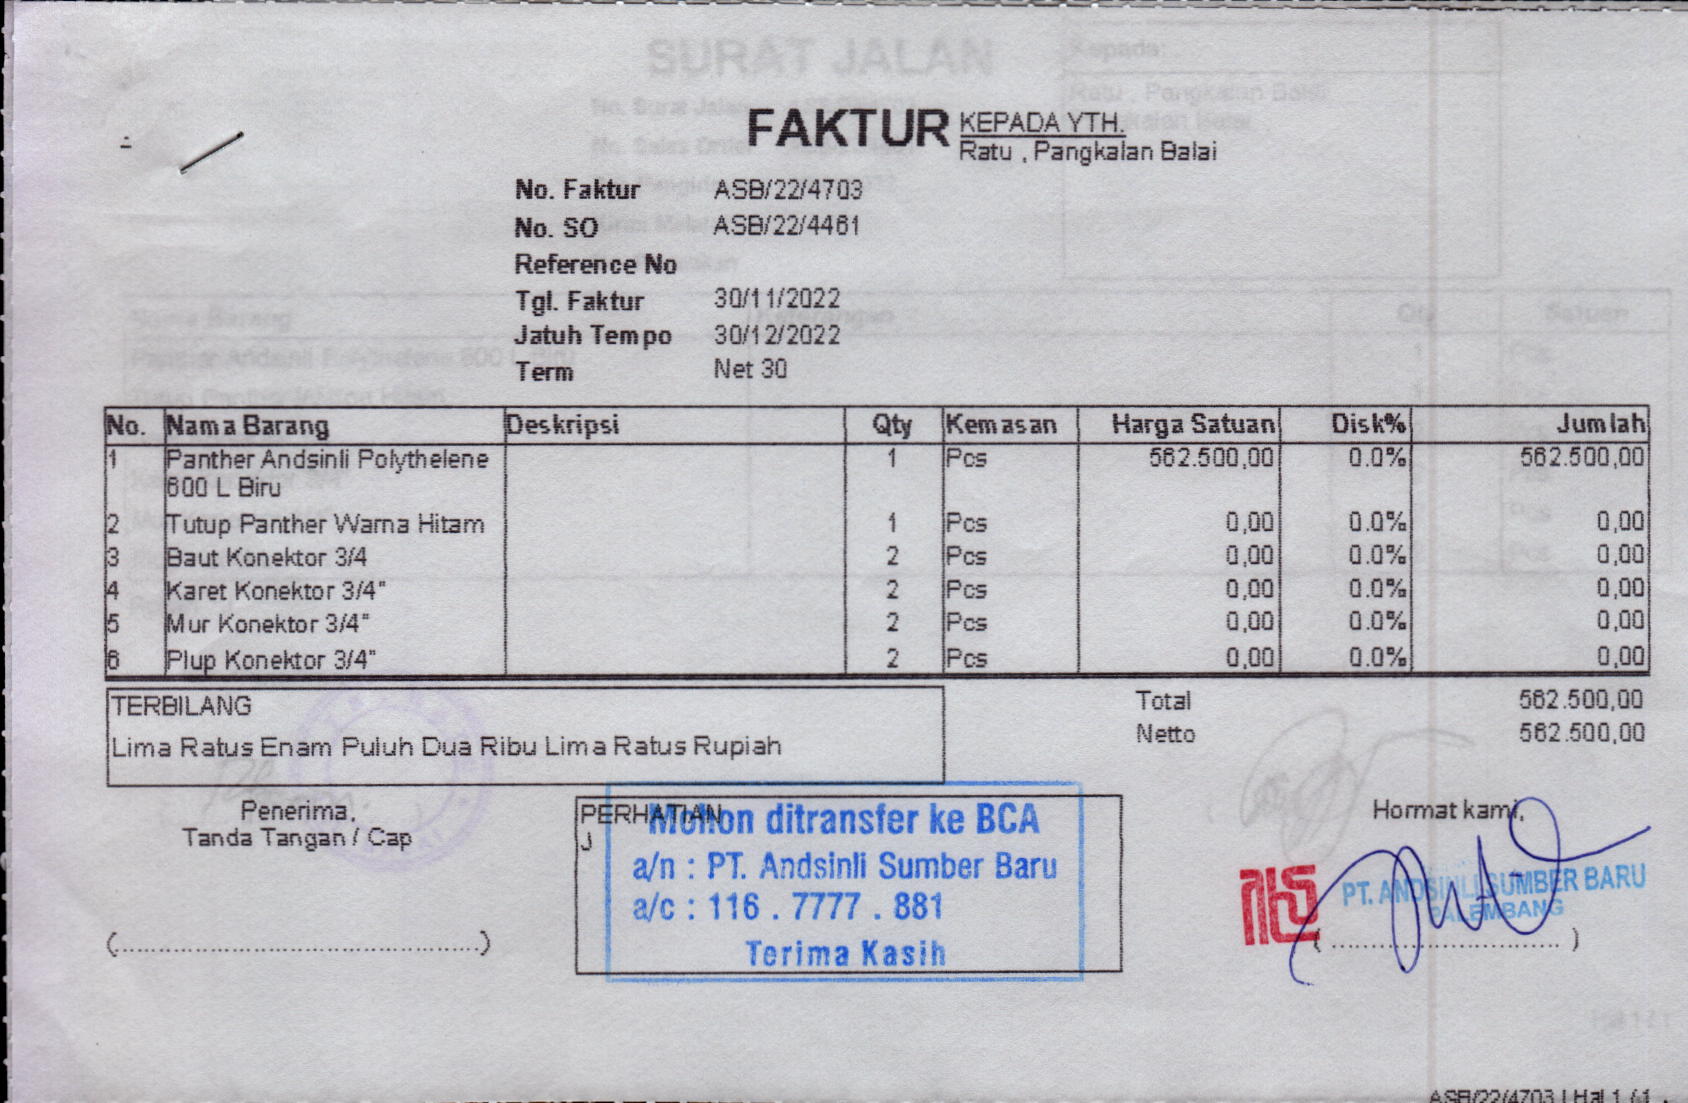 SURAT JALAN
Kepada:
FAKTUR
KEPADA YTH.
Ratu , Pangkalan Balai
No. Faktur ASB/22/4703
No. SO ASB/22/4461
Reference No
Tgl. Faktur 30/11/2022
Jatuh Tempo 30/12/2022
Term Net 30
No. Nama Barang Deskripsi Qty Kemasan Harga Satuan Disk% Jumlah
1 Panther Andsinli Polythelene 1 Pcs 562.500,00 0.0% 562.500,00
600 L Biru
2 Tutup Panther Warna Hitam 1 Pcs 0,00 0.0% 0,00
3 Baut Konektor 3/4 2 Pcs 0,00 0.0% 0,00
4 Karet Konektor 3/4" 2 Pcs 0,00 0.0% 0,00
5 Mur Konektor 3/4" 2 Pcs 0,00 0.0% 0,00
6 Plup Konektor 3/4" 2 Pcs 0,00 0.0% 0,00
TERBILANG
Lima Ratus Enam Puluh Dua Ribu Lima Ratus Rupiah
Total 562.500,00
Netto 562.500,00
Penerima,
Tanda Tangan / Cap
(..................................................)
PERHATIAN
J
Mohon ditransfer ke BCA
a/n : PT. Andsinli Sumber Baru
a/c : 116 . 7777 . 881
Terima Kasih
Hormat kami,
PT. ANDSINLI SUMBER BARU
PALEMBANG
( ................................ )
ASB/22/4703 | Hal 1 /1